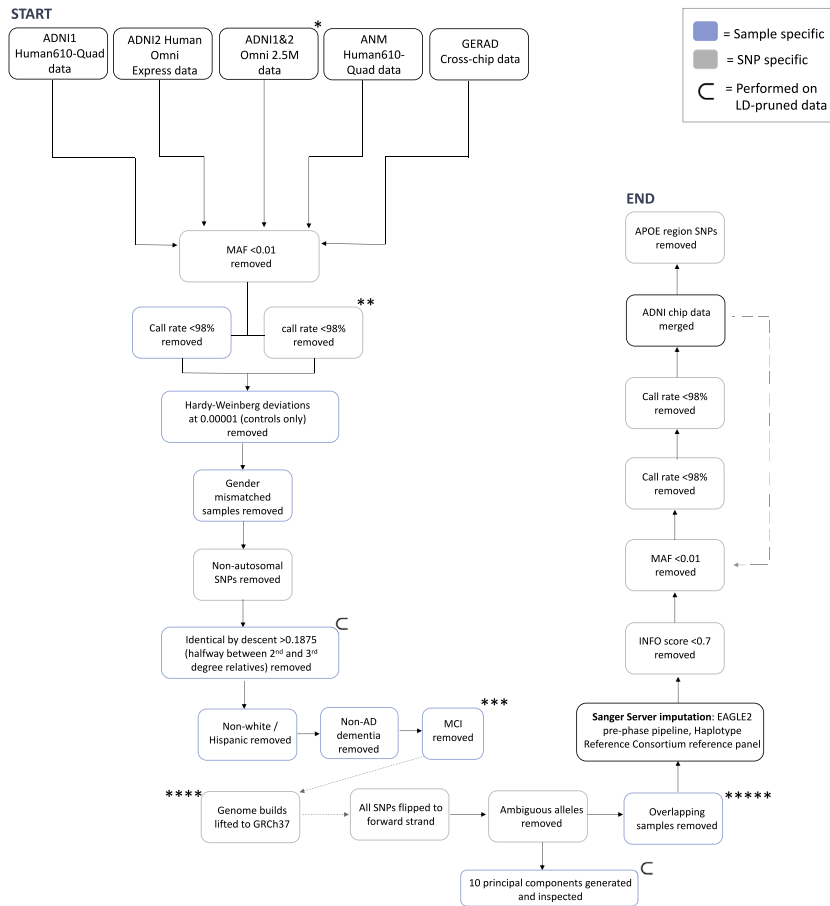 START
ADNI1
Human610-Quad
data
ADNI2 Human
Omni
Express data
*
ADNI1&2
Omni 2.5M
data
ANM
Human610-
Quad data
GERAD
Cross-chip data
= Sample specific
= SNP specific
= Performed on
LD-pruned data
MAF <0.01
removed
Call rate <98%
removed
**
call rate <98%
removed
Hardy-Weinberg deviations
at 0.00001 (controls only)
removed
Gender
mismatched
samples removed
Non-autosomal
SNPs removed
Identical by descent >0.1875
(halfway between 2nd and 3rd
degree relatives) removed
Non-white /
Hispanic removed
Non-AD
dementia
removed
***
MCI
removed
****
Genome builds
lifted to GRCh37
All SNPs flipped to
forward strand
Ambiguous alleles
removed
*****
Overlapping
samples removed
10 principal components generated
and inspected
Sanger Server imputation: EAGLE2
pre-phase pipeline, Haplotype
Reference Consortium reference panel
INFO score <0.7
removed
MAF <0.01
removed
Call rate <98%
removed
Call rate <98%
removed
ADNI chip data
merged
APOE region SNPs
removed
END